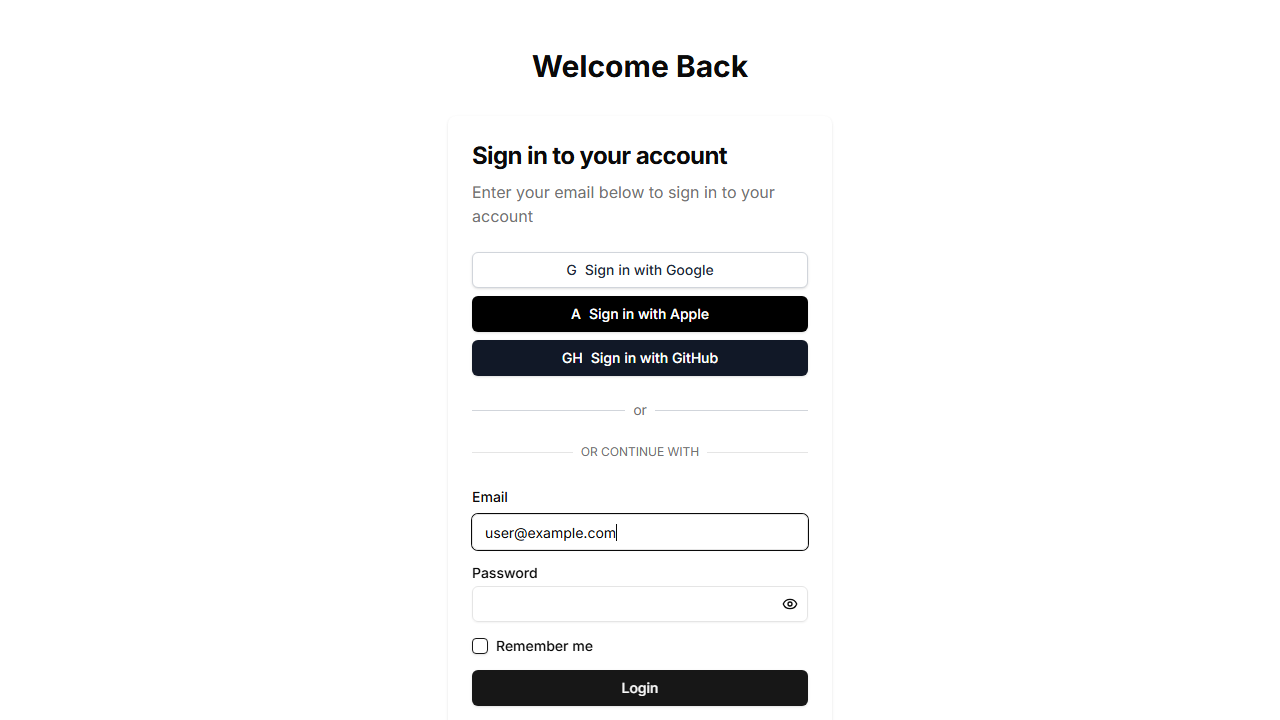 Welcome Back
Sign in to your account
Enter your email below to sign in to your
account
G Sign in with Google
A Sign in with Apple
GH Sign in with GitHub
or
OR CONTINUE WITH
Email
user@example.com
Password
Remember me
Login